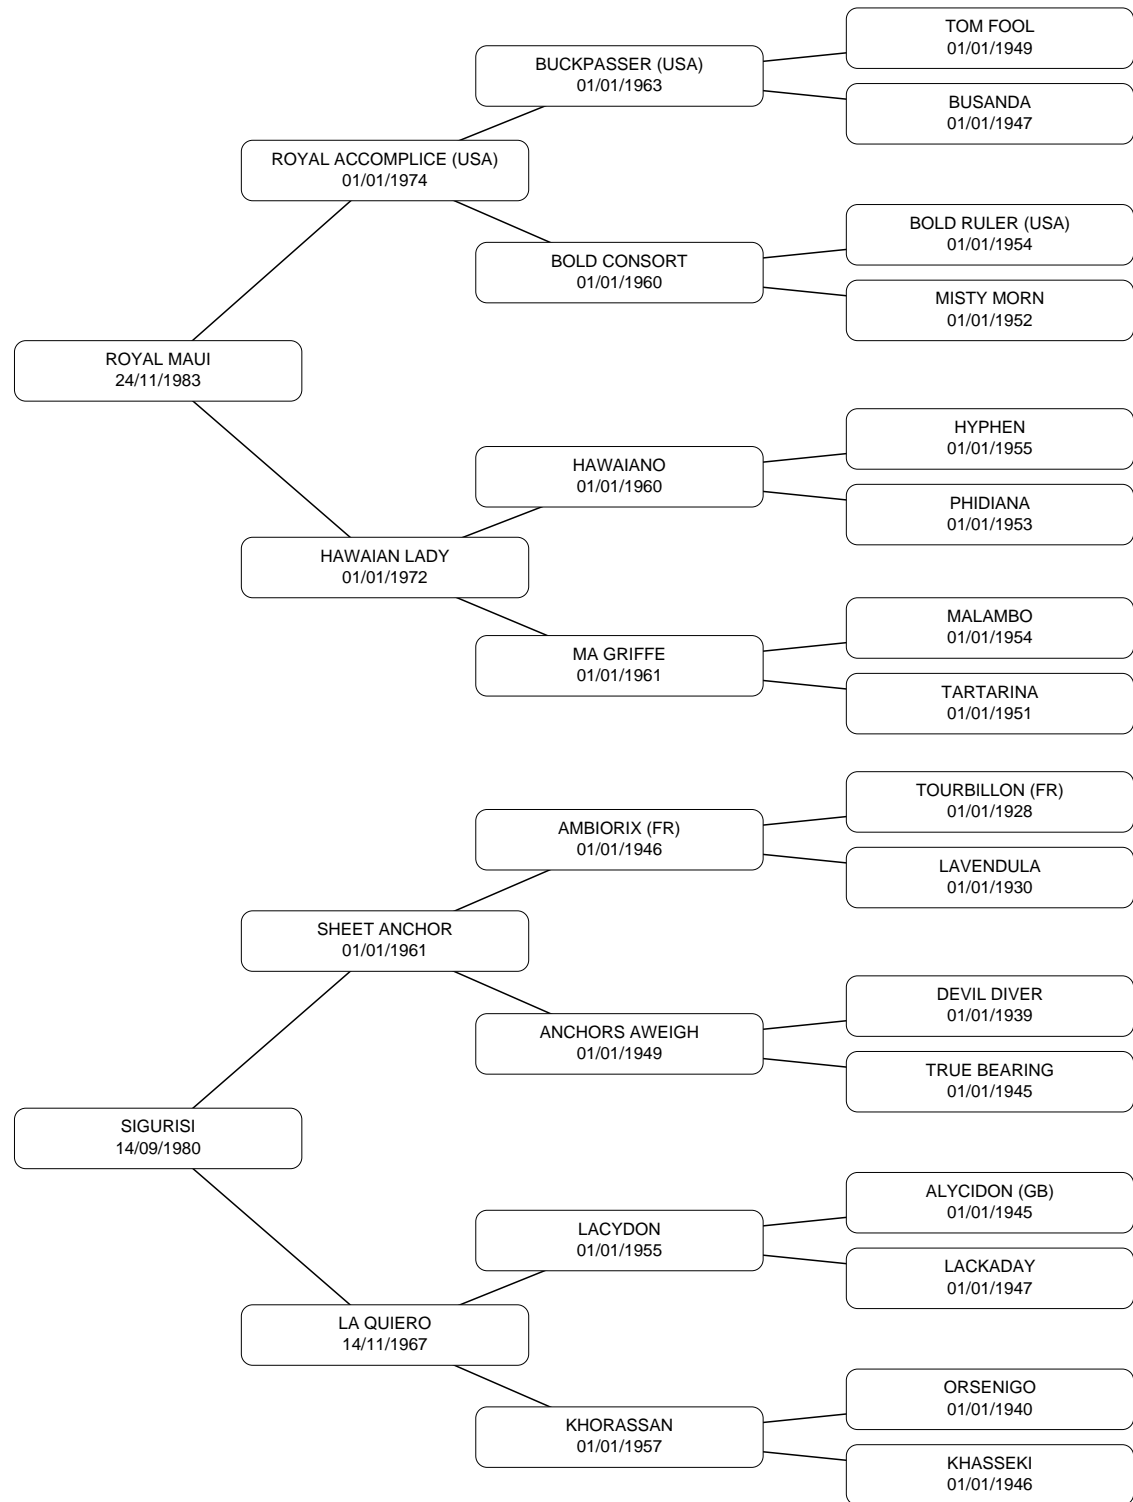 TOM FOOL
01/01/1949
BUCKPASSER (USA)
01/01/1963
BUSANDA
01/01/1947
ROYAL ACCOMPLICE (USA)
01/01/1974
BOLD RULER (USA)
01/01/1954
BOLD CONSORT
01/01/1960
MISTY MORN
01/01/1952
ROYAL MAUI
24/11/1983
HYPHEN
01/01/1955
HAWAIANO
01/01/1960
PHIDIANA
01/01/1953
HAWAIAN LADY
01/01/1972
MALAMBO
01/01/1954
MA GRIFFE
01/01/1961
TARTARINA
01/01/1951
TOURBILLON (FR)
01/01/1928
AMBIORIX (FR)
01/01/1946
LAVENDULA
01/01/1930
SHEET ANCHOR
01/01/1961
DEVIL DIVER
01/01/1939
ANCHORS AWEIGH
01/01/1949
TRUE BEARING
01/01/1945
SIGURISI
14/09/1980
ALYCIDON (GB)
01/01/1945
LACYDON
01/01/1955
LACKADAY
01/01/1947
LA QUIERO
14/11/1967
ORSENIGO
01/01/1940
KHORASSAN
01/01/1957
KHASSEKI
01/01/1946